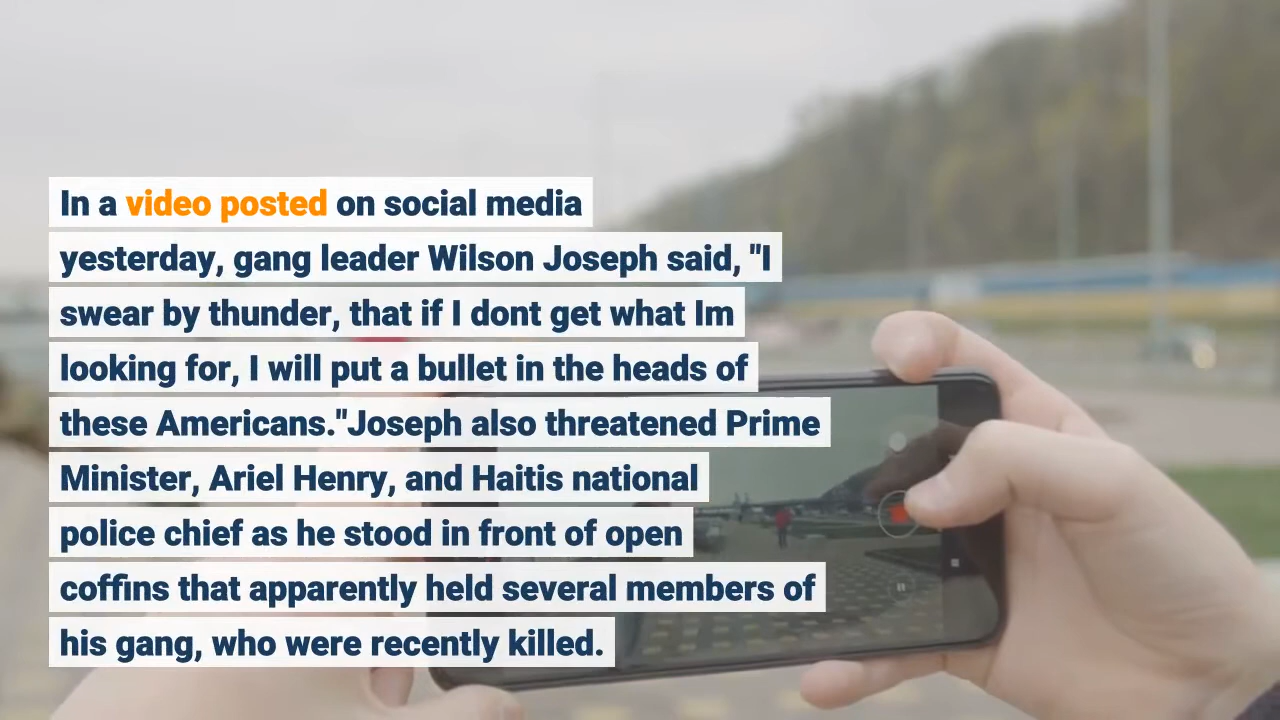 In a video posted on social media
yesterday, gang leader Wilson Joseph said, "I
swear by thunder, that if I dont get what Im
looking for, I will put a bullet in the heads of
these Americans."Joseph also threatened Prime
Minister, Ariel Henry, and Haitis national
police chief as he stood in front of open
coffins that apparently held several members of
his gang, who were recently killed.